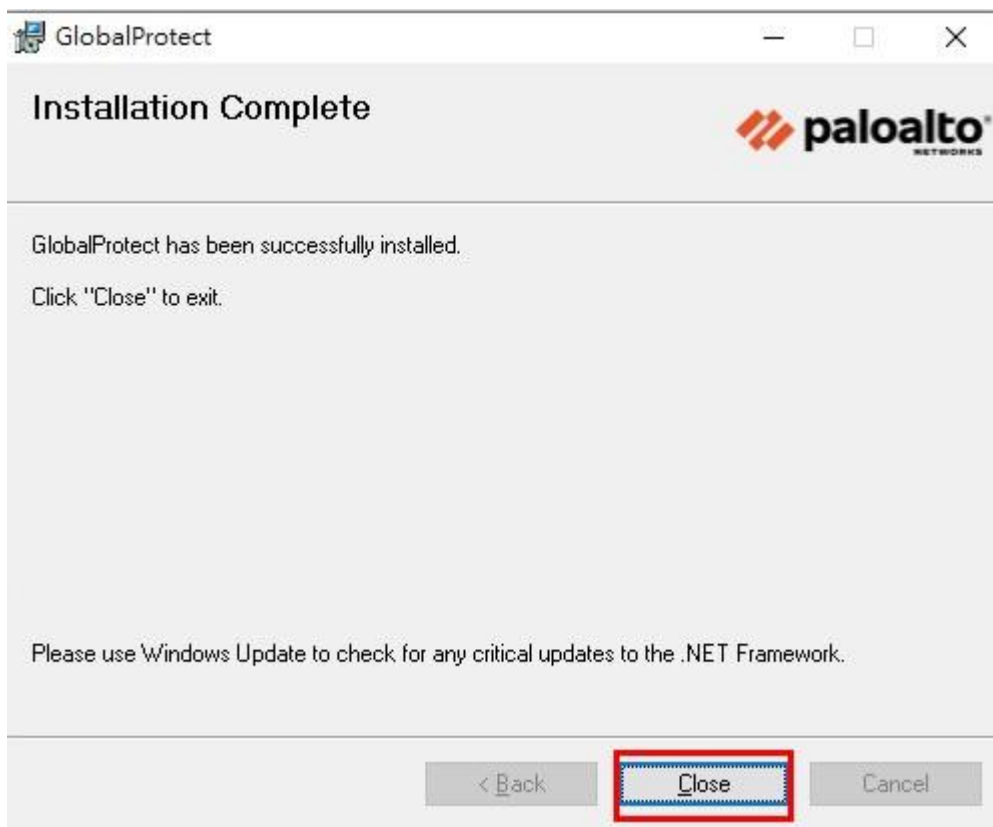 GlobalProtect
Installation Complete
paloalto
NETWORKS
GlobalProtect has been successfully installed.
Click "Close" to exit.
Please use Windows Update to check for any critical updates to the .NET Framework.
< Back
Close
Cancel